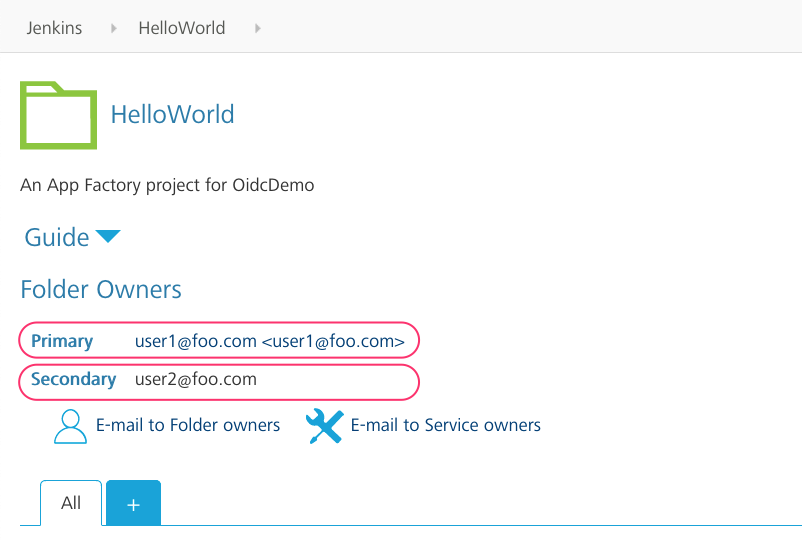 Jenkins HelloWorld
HelloWorld
An App Factory project for OidcDemo
Guide
Folder Owners
Primary user1@foo.com <user1@foo.com>
Secondary user2@foo.com
E-mail to Folder owners E-mail to Service owners
All +